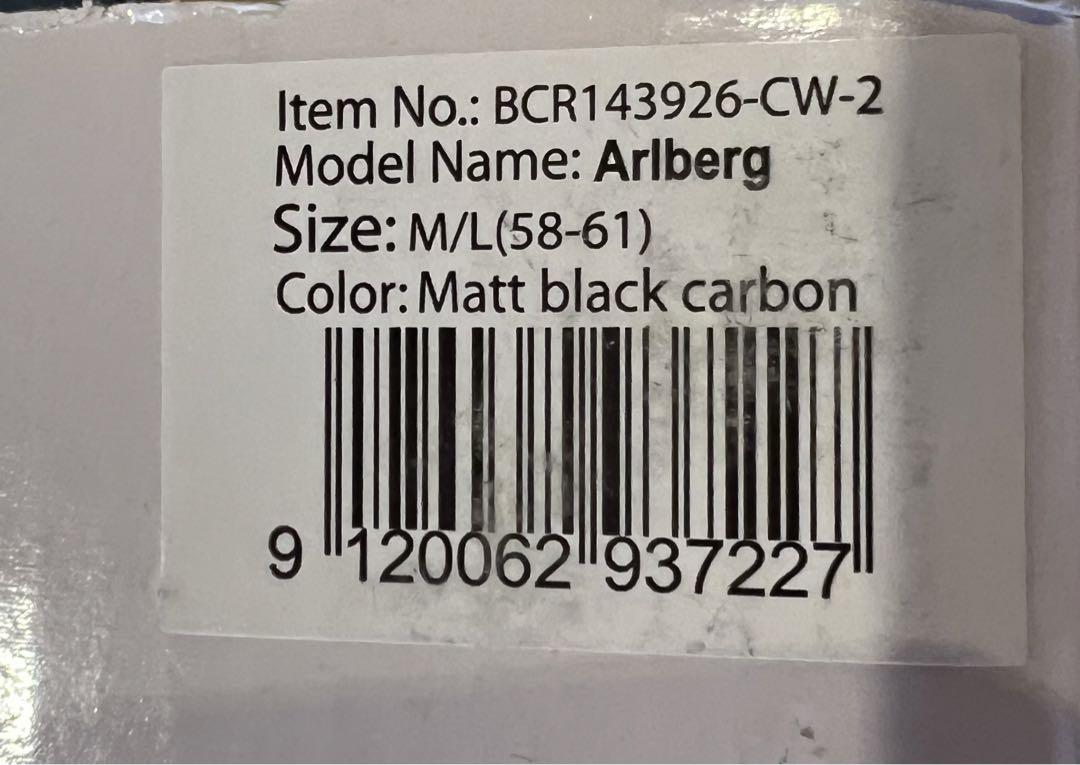 Item No.: BCR143926-CW-2
Model Name: Arlberg
Size: M/L(58-61)
Color: Matt black carbon
9 120062 937227